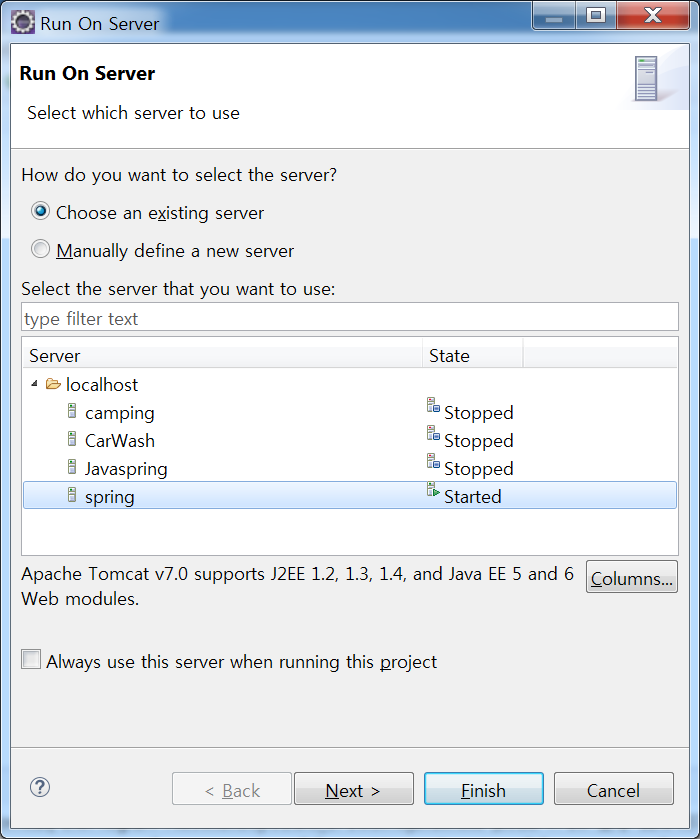 Run On Server
Run On Server
Select which server to use
How do you want to select the server?
Choose an existing server
Manually define a new server
Select the server that you want to use:
type filter text
Server State
localhost
camping Stopped
CarWash Stopped
Javaspring Stopped
spring Started
Apache Tomcat v7.0 supports J2EE 1.2, 1.3, 1.4, and Java EE 5 and 6
Web modules.
Columns...
Always use this server when running this project
? < Back Next > Finish Cancel